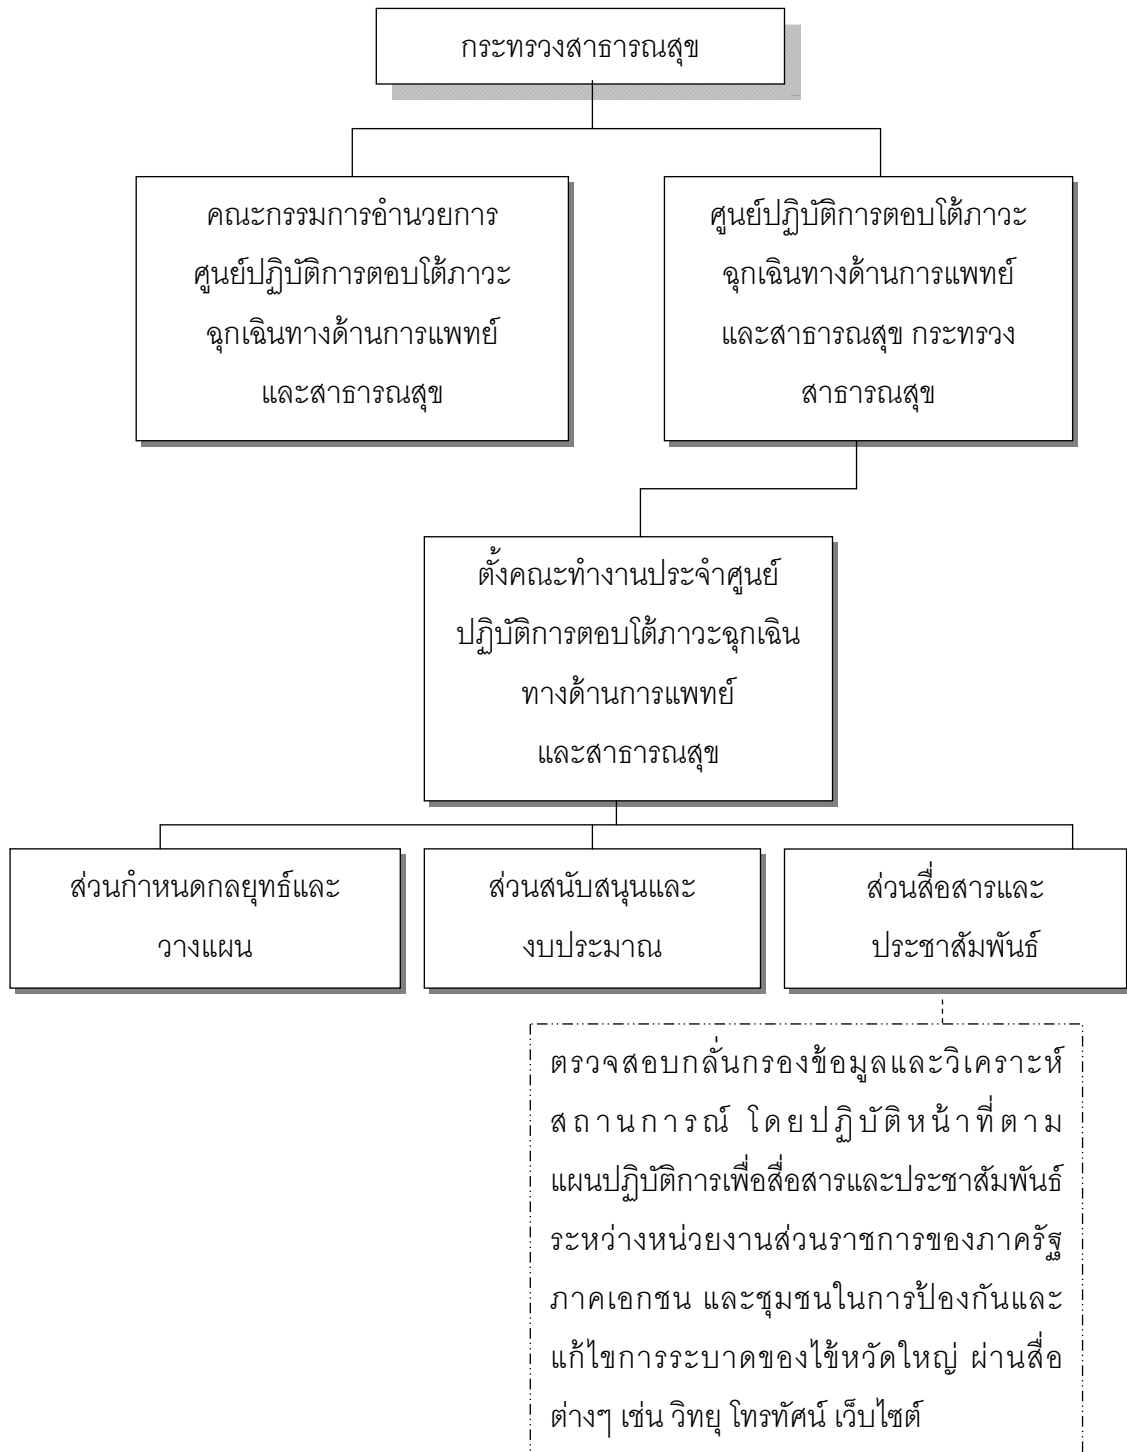 กระทรวงสาธารณสุข
คณะกรรมการอำนวยการ
ศูนย์ปฏิบัติการตอบโต้ภาวะ
ฉุกเฉินทางด้านการแพทย์
และสาธารณสุข
ศูนย์ปฏิบัติการตอบโต้ภาวะ
ฉุกเฉินทางด้านการแพทย์
และสาธารณสุข กระทรวง
สาธารณสุข
ตั้งคณะทำงานประจำศูนย์
ปฏิบัติการตอบโต้ภาวะฉุกเฉิน
ทางด้านการแพทย์
และสาธารณสุข
ส่วนกำหนดกลยุทธ์และ
วางแผน
ส่วนสนับสนุนและ
งบประมาณ
ส่วนสื่อสารและ
ประชาสัมพันธ์
ตรวจสอบกลั่นกรองข้อมูลและวิเคราะห์
สถานการณ์ โดยปฏิบัติหน้าที่ตาม
แผนปฏิบัติการเพื่อสื่อสารและประชาสัมพันธ์
ระหว่างหน่วยงานส่วนราชการของภาครัฐ
ภาคเอกชน และชุมชนในการป้องกันและ
แก้ไขการระบาดของไข้หวัดใหญ่ ผ่านสื่อ
ต่างๆ เช่น วิทยุ โทรทัศน์ เว็บไซต์